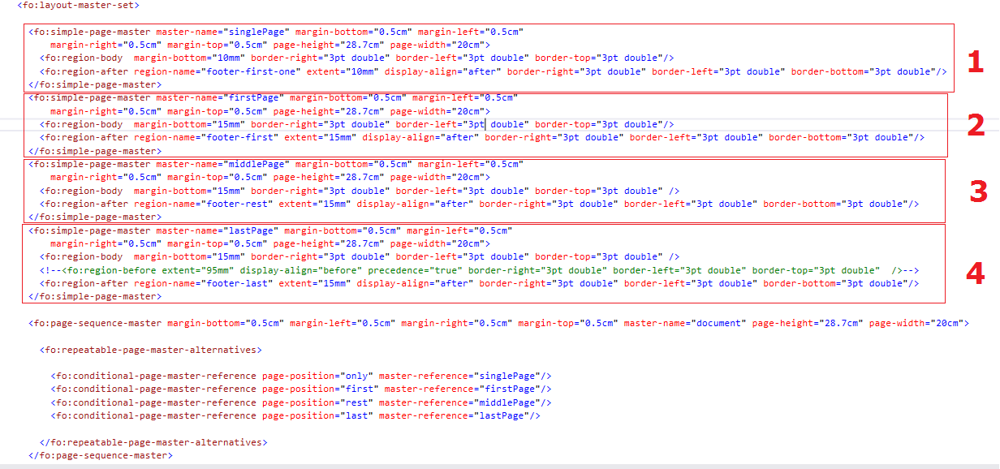 <fo:layout-master-set>
<fo:simple-page-master master-name="singlePage" margin-bottom="0.5cm" margin-left="0.5cm"
margin-right="0.5cm" margin-top="0.5cm" page-height="28.7cm" page-width="20cm">
<fo:region-body  margin-bottom="10mm" border-right="3pt double" border-left="3pt double" border-top="3pt double"/>
<fo:region-after region-name="footer-first-one" extent="10mm" display-align="after" border-right="3pt double" border-left="3pt double" border-bottom="3pt double"/>
</fo:simple-page-master>
1
<fo:simple-page-master master-name="firstPage" margin-bottom="0.5cm" margin-left="0.5cm"
margin-right="0.5cm" margin-top="0.5cm" page-height="28.7cm" page-width="20cm">
<fo:region-body  margin-bottom="15mm" border-right="3pt double" border-left="3pt double" border-top="3pt double"/>
<fo:region-after region-name="footer-first" extent="15mm" display-align="after" border-right="3pt double" border-left="3pt double" border-bottom="3pt double"/>
</fo:simple-page-master>
2
<fo:simple-page-master master-name="middlePage" margin-bottom="0.5cm" margin-left="0.5cm"
margin-right="0.5cm" margin-top="0.5cm" page-height="28.7cm" page-width="20cm">
<fo:region-body  margin-bottom="15mm" border-right="3pt double" border-left="3pt double" border-top="3pt double" />
<fo:region-after region-name="footer-rest" extent="15mm" display-align="after" border-right="3pt double" border-left="3pt double" border-bottom="3pt double"/>
</fo:simple-page-master>
3
<fo:simple-page-master master-name="lastPage" margin-bottom="0.5cm" margin-left="0.5cm"
margin-right="0.5cm" margin-top="0.5cm" page-height="28.7cm" page-width="20cm">
<fo:region-body  margin-bottom="15mm" border-right="3pt double" border-left="3pt double" border-top="3pt double" />
<!--<fo:region-before extent="95mm" display-align="before" precedence="true" border-right="3pt double" border-left="3pt double" border-top="3pt double"  />-->
<fo:region-after region-name="footer-last" extent="15mm" display-align="after" border-right="3pt double" border-left="3pt double" border-bottom="3pt double"/>
</fo:simple-page-master>
4
<fo:page-sequence-master margin-bottom="0.5cm" margin-left="0.5cm" margin-right="0.5cm" margin-top="0.5cm" master-name="document" page-height="28.7cm" page-width="20cm">
<fo:repeatable-page-master-alternatives>
<fo:conditional-page-master-reference page-position="only" master-reference="singlePage"/>
<fo:conditional-page-master-reference page-position="first" master-reference="firstPage"/>
<fo:conditional-page-master-reference page-position="rest" master-reference="middlePage"/>
<fo:conditional-page-master-reference page-position="last" master-reference="lastPage"/>
</fo:repeatable-page-master-alternatives>
</fo:page-sequence-master>